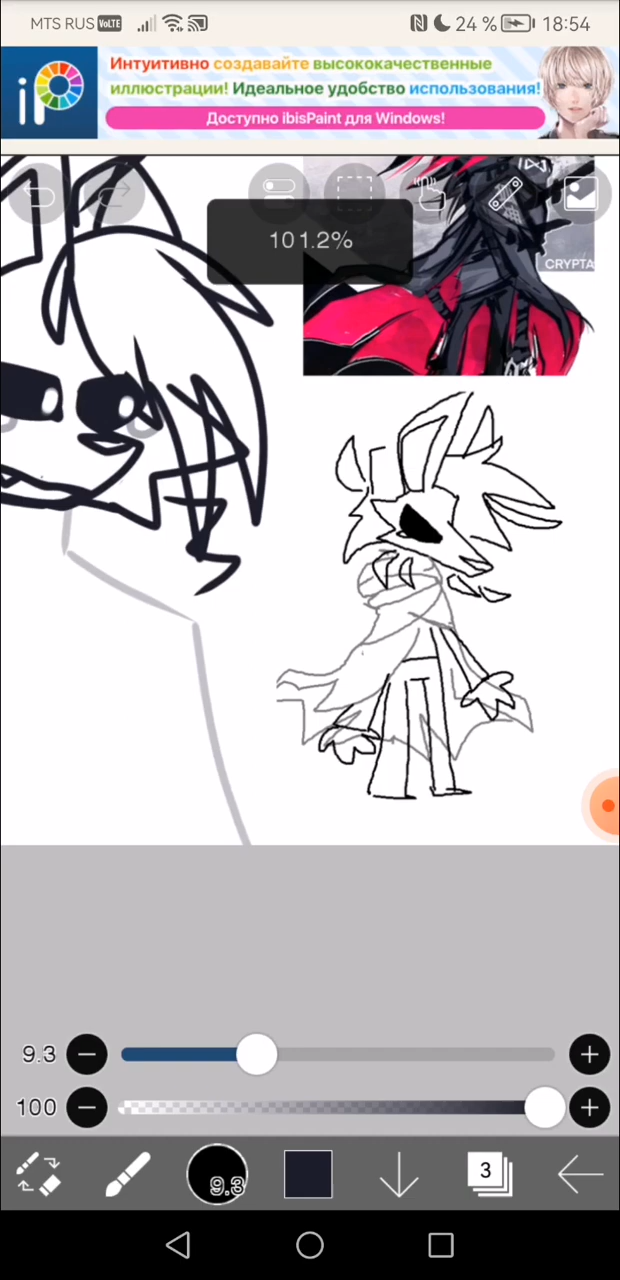 MTS RUS VoLTE 24 % 18:54
iP
Интуитивно создавайте высококачественные
иллюстрации! Идеальное удобство использования!
Доступно ibisPaint для Windows!
101.2%
CRYPTA
9.3
100
9.3
3